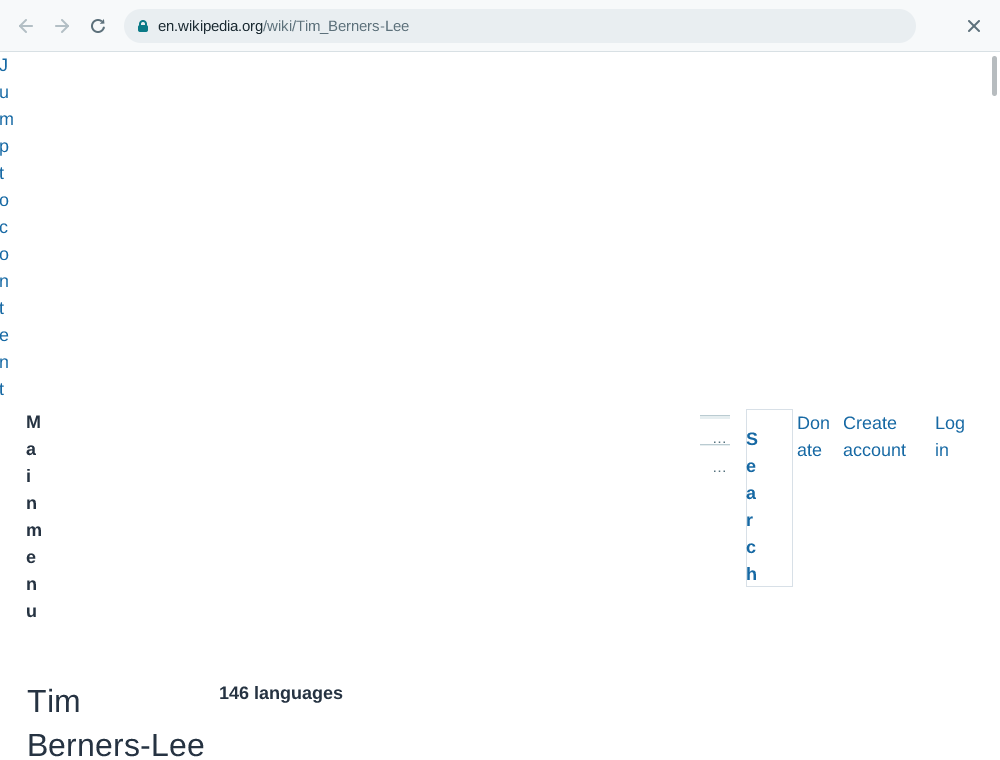 en.wikipedia.org/wiki/Tim_Berners-Lee
J
u
m
p
t
o
c
o
n
t
e
n
t
M
a
i
n
m
e
n
u
...
...
S
e
a
r
c
h
Don
ate
Create
account
Log
in
Tim
Berners-Lee
146 languages